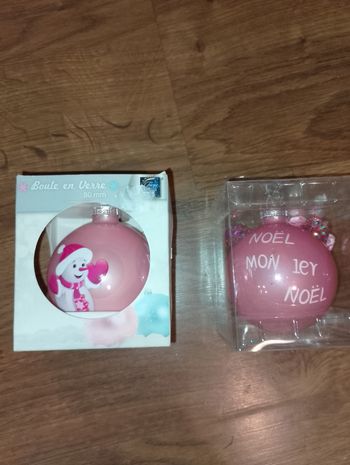 Boule en Verre
80 mm
NOËL
MON 1er
NOËL